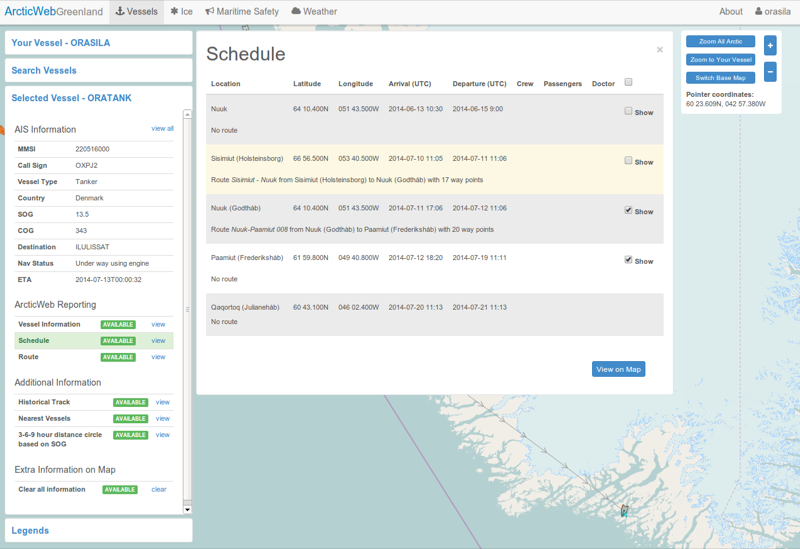 ArcticWebGreenland Vessels Ice Maritime Safety Weather About orasila
Your Vessel - ORASILA
Search Vessels
Selected Vessel - ORATANK
AIS Information view all
MMSI 220516000
Call Sign OXPJ2
Vessel Type Tanker
Country Denmark
SOG 13.5
COG 343
Destination ILULISSAT
Nav Status Under way using engine
ETA 2014-07-13T00:00:32
ArcticWeb Reporting
Vessel Information AVAILABLE view
Schedule AVAILABLE view
Route AVAILABLE view
Additional Information
Historical Track AVAILABLE view
Nearest Vessels AVAILABLE view
3-6-9 hour distance circle AVAILABLE view
based on SOG
Extra Information on Map
Clear all information AVAILABLE clear
Legends
Schedule ×
Location Latitude Longitude Arrival (UTC) Departure (UTC) Crew Passengers Doctor
Nuuk 64 10.400N 051 43.500W 2014-06-13 10:30 2014-06-15 9:00 Show
No route
Sisimiut (Holsteinsborg) 66 56.500N 053 40.500W 2014-07-10 11:05 2014-07-11 11:06 Show
Route Sisimiut - Nuuk from Sisimiut (Holsteinsborg) to Nuuk (Godthåb) with 17 way points
Nuuk (Godthåb) 64 10.400N 051 43.500W 2014-07-11 17:06 2014-07-12 11:06 Show
Route Nuuk-Paamiut 008 from Nuuk (Godthåb) to Paamiut (Frederikshåb) with 20 way points
Paamiut (Frederikshåb) 61 59.800N 049 40.800W 2014-07-12 18:20 2014-07-19 11:11 Show
No route
Qaqortoq (Julianehåb) 60 43.100N 046 02.400W 2014-07-20 11:13 2014-07-21 11:13
No route
View on Map
Zoom All Arctic +
Zoom to Your Vessel
Switch Base Map −
Pointer coordinates:
60 23.609N, 042 57.380W